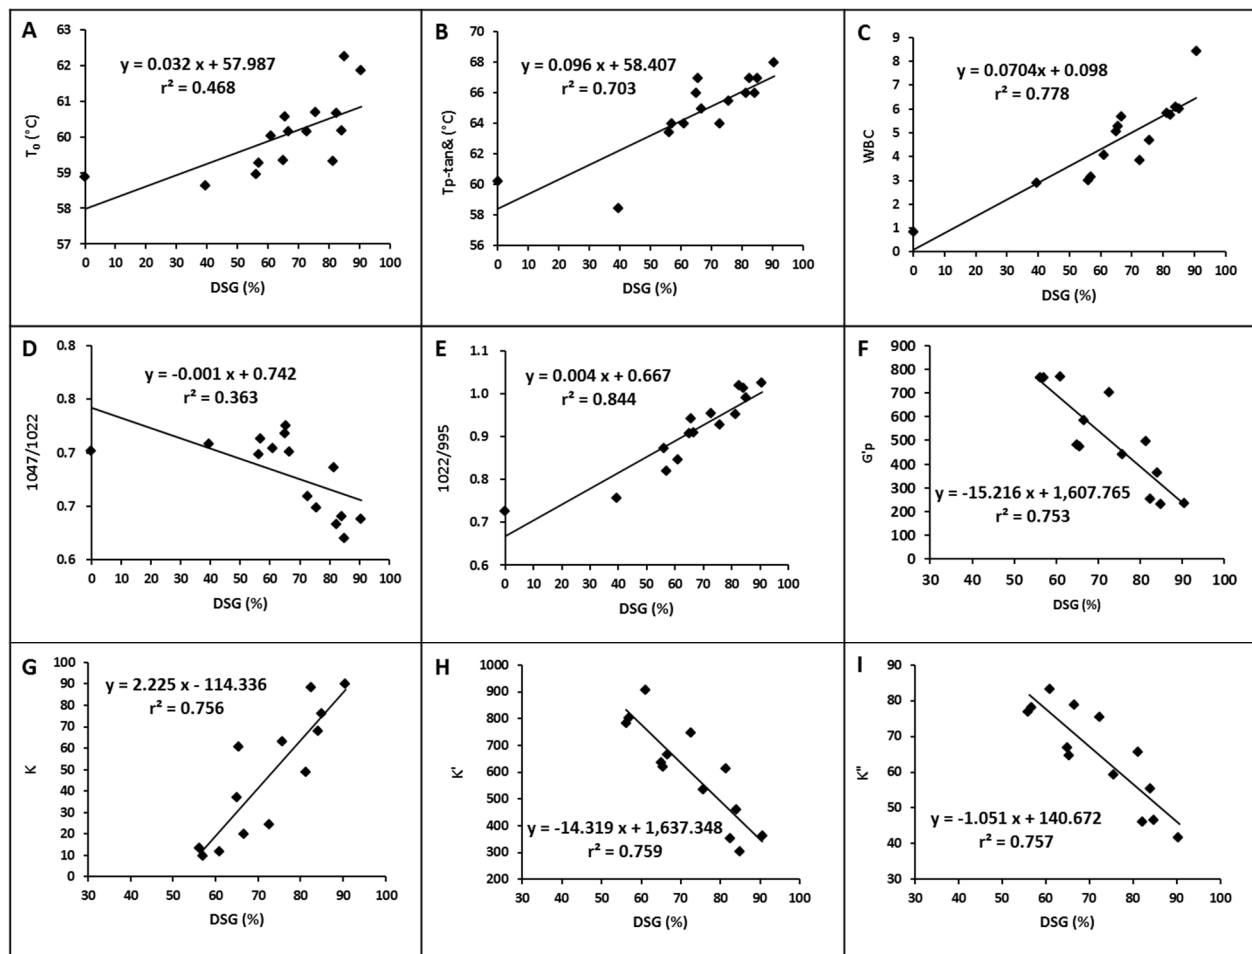 A
63
62
61
60
59
58
57
T₀ (°C)
y = 0.032 x + 57.987
r² = 0.468
0 10 20 30 40 50 60 70 80 90 100
DSG (%)
B
70
68
66
64
62
60
58
56
Tp-tan& (°C)
y = 0.096 x + 58.407
r² = 0.703
0 10 20 30 40 50 60 70 80 90 100
DSG (%)
C
9
8
7
6
5
4
3
2
1
0
WBC
y = 0.0704x + 0.098
r² = 0.778
0 10 20 30 40 50 60 70 80 90 100
DSG (%)
D
0.8
0.8
0.7
0.7
0.6
1047/1022
y = -0.001 x + 0.742
r² = 0.363
0 10 20 30 40 50 60 70 80 90 100
DSG (%)
E
1.1
1.0
0.9
0.8
0.7
0.6
1022/995
y = 0.004 x + 0.667
r² = 0.844
0 10 20 30 40 50 60 70 80 90 100
DSG (%)
F
900
800
700
600
500
400
300
200
100
0
G'p
y = -15.216 x + 1,607.765
r² = 0.753
30 40 50 60 70 80 90 100
DSG (%)
G
100
90
80
70
60
50
40
30
20
10
0
K
y = 2.225 x - 114.336
r² = 0.756
30 40 50 60 70 80 90 100
DSG (%)
H
1000
900
800
700
600
500
400
300
200
K'
y = -14.319 x + 1,637.348
r² = 0.759
30 40 50 60 70 80 90 100
DSG (%)
I
90
80
70
60
50
40
30
K"
y = -1.051 x + 140.672
r² = 0.757
30 40 50 60 70 80 90 100
DSG (%)